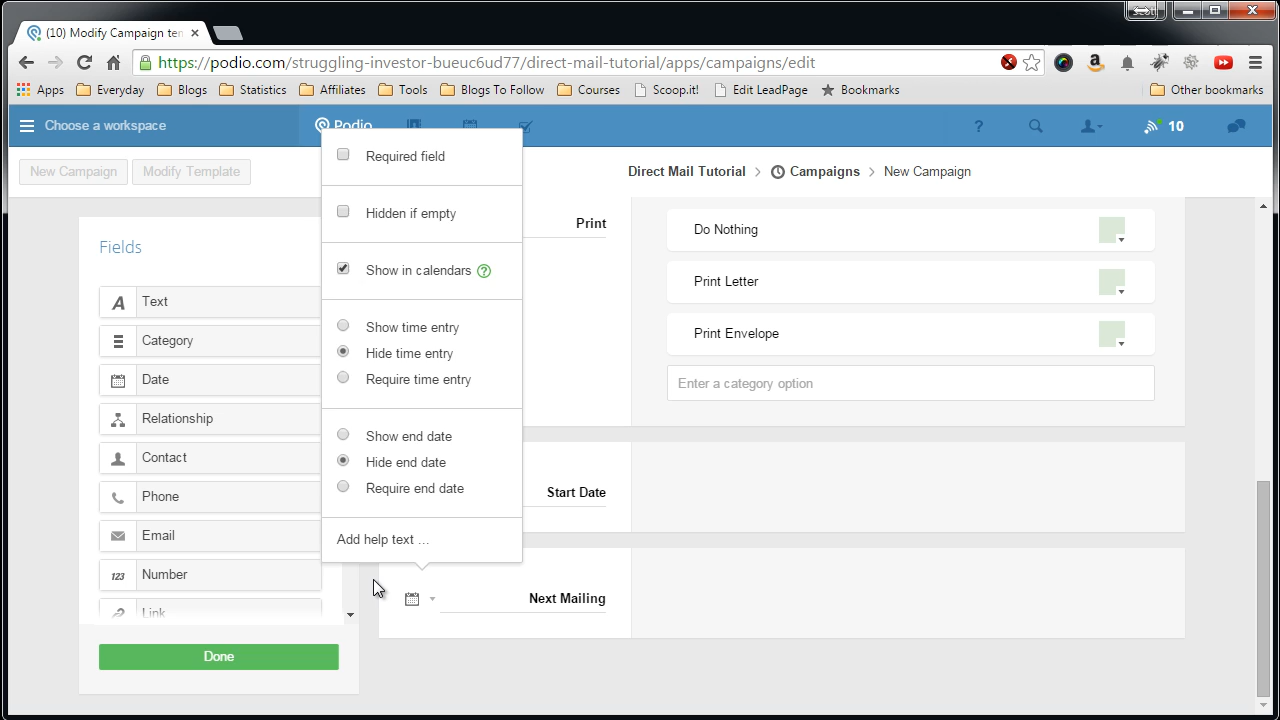 (10) Modify Campaign ten
https://podio.com/struggling-investor-bueuc6ud77/direct-mail-tutorial/apps/campaigns/edit
Apps Everyday Blogs Statistics Affiliates Tools Blogs To Follow Courses Scoop.it! Edit LeadPage Bookmarks Other bookmarks
Choose a workspace Podio ? 10
New Campaign Modify Template Direct Mail Tutorial > Campaigns > New Campaign
Fields
A Text
Category
Date
Relationship
Contact
Phone
Email
123 Number
Link
Done
Required field
Hidden if empty
Show in calendars ?
Show time entry
Hide time entry
Require time entry
Show end date
Hide end date
Require end date
Add help text ...
Print
Do Nothing
Print Letter
Print Envelope
Enter a category option
Start Date
Next Mailing